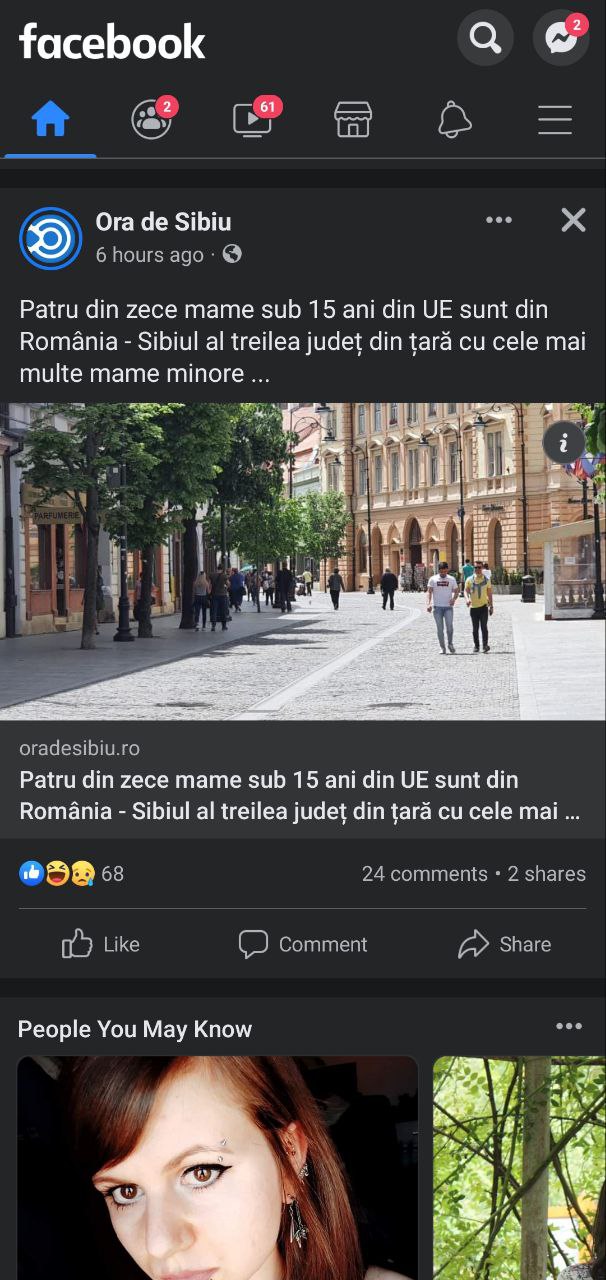 facebook
2
2
61
Ora de Sibiu
6 hours ago ·
Patru din zece mame sub 15 ani din UE sunt din
România - Sibiul al treilea județ din țară cu cele mai
multe mame minore ...
PARFUMERIE
oradesibiu.ro
Patru din zece mame sub 15 ani din UE sunt din
România - Sibiul al treilea județ din țară cu cele mai ...
68
24 comments • 2 shares
Like
Comment
Share
People You May Know